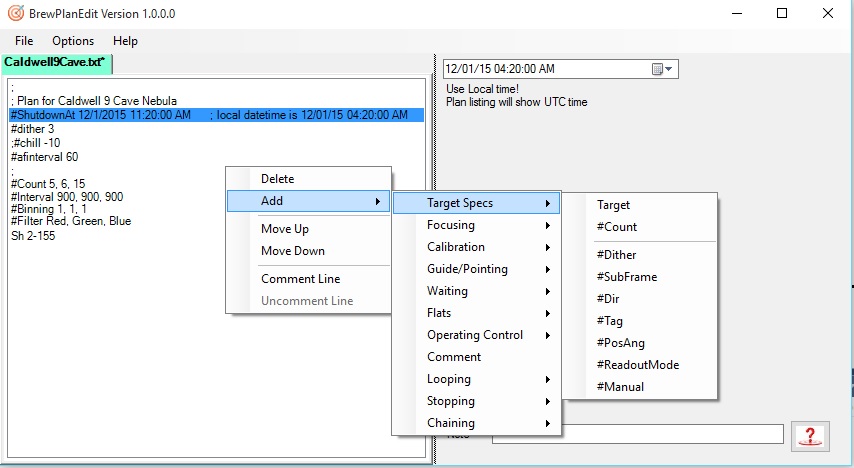 BrewPlanEdit Version 1.0.0.0
File Options Help
Caldwell9Cave.txt*
;
; Plan for Caldwell 9 Cave Nebula
#ShutdownAt 12/1/2015 11:20:00 AM ; local datetime is 12/01/15 04:20:00 AM
#dither 3
;#chill -10
#afinterval 60
;
#Count 5, 6, 15
#Interval 900, 900, 900
#Binning 1, 1, 1
#Filter Red, Green, Blue
Sh 2-155
12/01/15 04:20:00 AM
Use Local time!
Plan listing will show UTC time
Delete
Add
Move Up
Move Down
Comment Line
Uncomment Line
Target Specs
Focusing
Calibration
Guide/Pointing
Waiting
Flats
Operating Control
Comment
Looping
Stopping
Chaining
Target
#Count
#Dither
#SubFrame
#Dir
#Tag
#PosAng
#ReadoutMode
#Manual
?